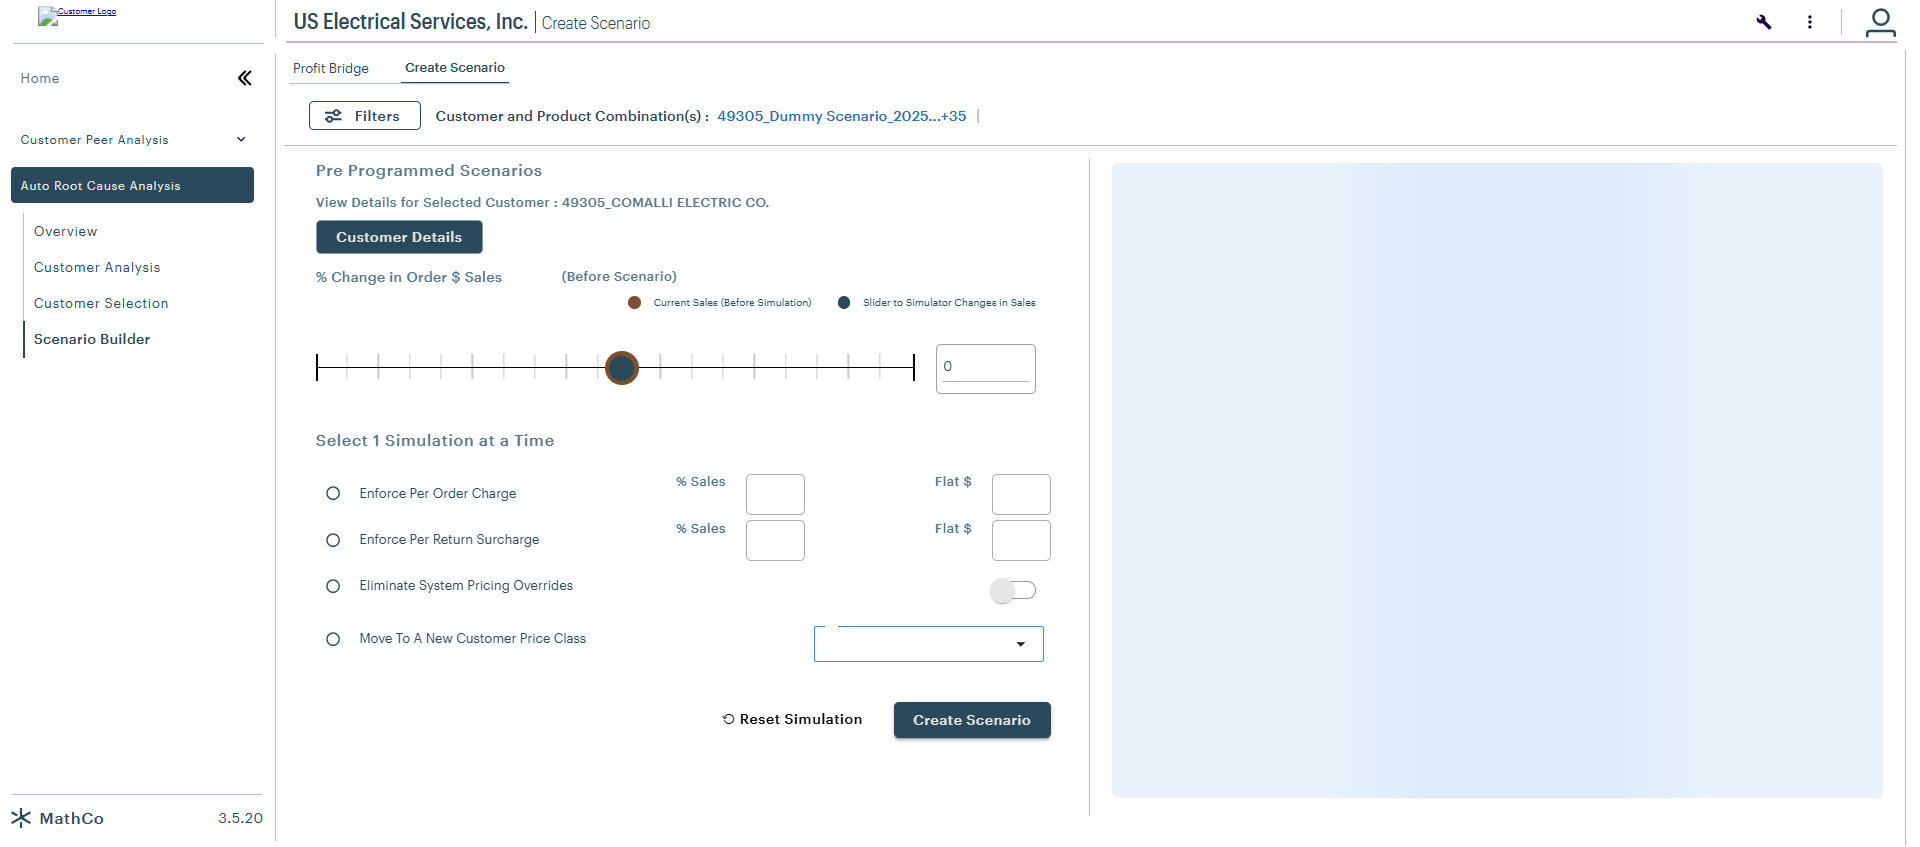 Customer Logo
US Electrical Services, Inc. | Create Scenario
Home
Customer Peer Analysis
Auto Root Cause Analysis
Overview
Customer Analysis
Customer Selection
Scenario Builder
MathCo 3.5.20
Profit Bridge Create Scenario
Filters Customer and Product Combination(s) : 49305_Dummy Scenario_2025...+35 |
Pre Programmed Scenarios
View Details for Selected Customer : 49305_COMALLI ELECTRIC CO.
Customer Details
% Change in Order $ Sales (Before Scenario)
Current Sales (Before Simulation) Slider to Simulator Changes in Sales
0
Select 1 Simulation at a Time
Enforce Per Order Charge % Sales Flat $
Enforce Per Return Surcharge % Sales Flat $
Eliminate System Pricing Overrides
Move To A New Customer Price Class
Reset Simulation Create Scenario